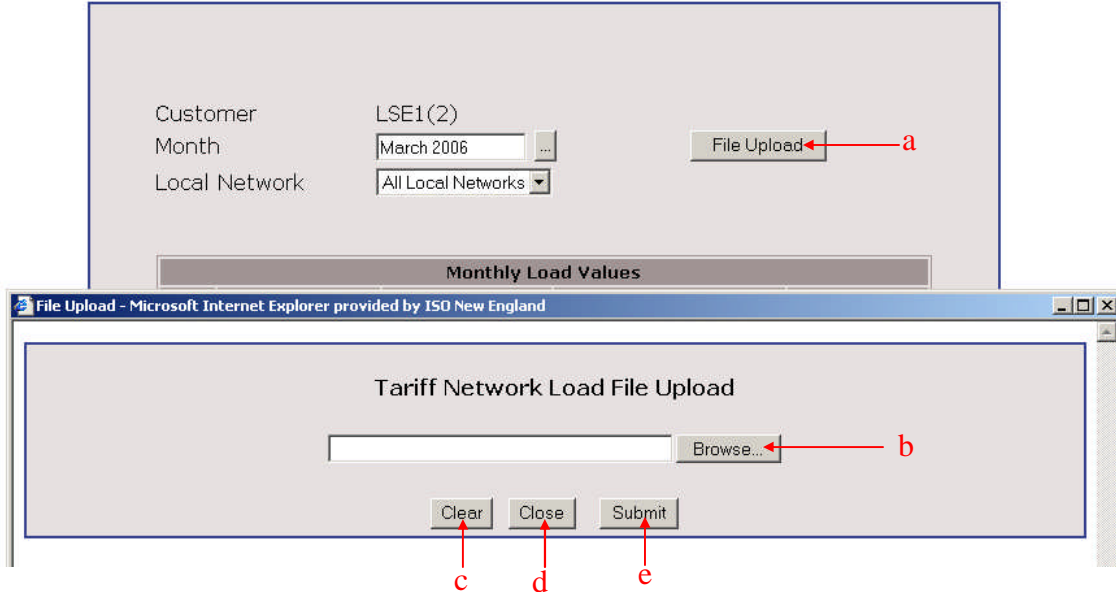 Customer LSE1(2)
Month March 2006 ... File Upload a
Local Network All Local Networks
Monthly Load Values
File Upload - Microsoft Internet Explorer provided by ISO New England
Tariff Network Load File Upload
Browse... b
Clear Close Submit
c d e